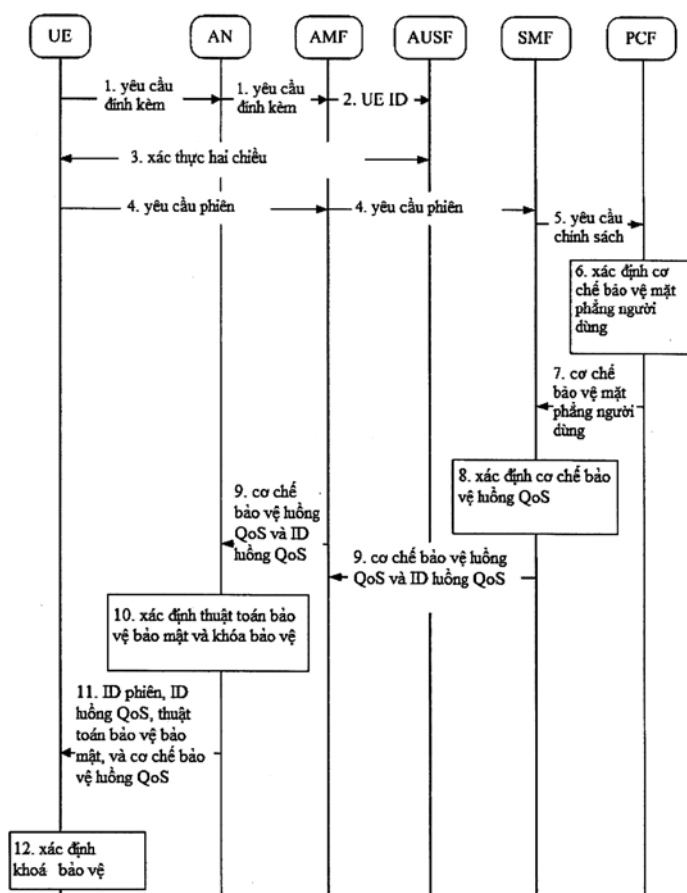 UE
AN
AMF
AUSF
SMF
PCF
1. yêu cầu
đính kèm
1. yêu cầu
đính kèm
2. UE ID
3. xác thực hai chiều
4. yêu cầu phiên
4. yêu cầu phiên
5. yêu cầu
chính sách
6. xác định cơ
chế bảo vệ mặt
phẳng người
dùng
7. cơ chế
bảo vệ mặt
phẳng người
dùng
8. xác định cơ chế bảo
vệ luồng QoS
9. cơ chế
bảo vệ luồng
QoS và ID
luồng QoS
9. cơ chế bảo vệ luồng
QoS và ID luồng QoS
10. xác định thuật toán bảo
vệ bảo mật và khóa bảo vệ
11. ID phiên, ID
luồng QoS, thuật
toán bảo vệ bảo
mật, và cơ chế bảo
vệ luồng QoS
12. xác định
khoá bảo vệ